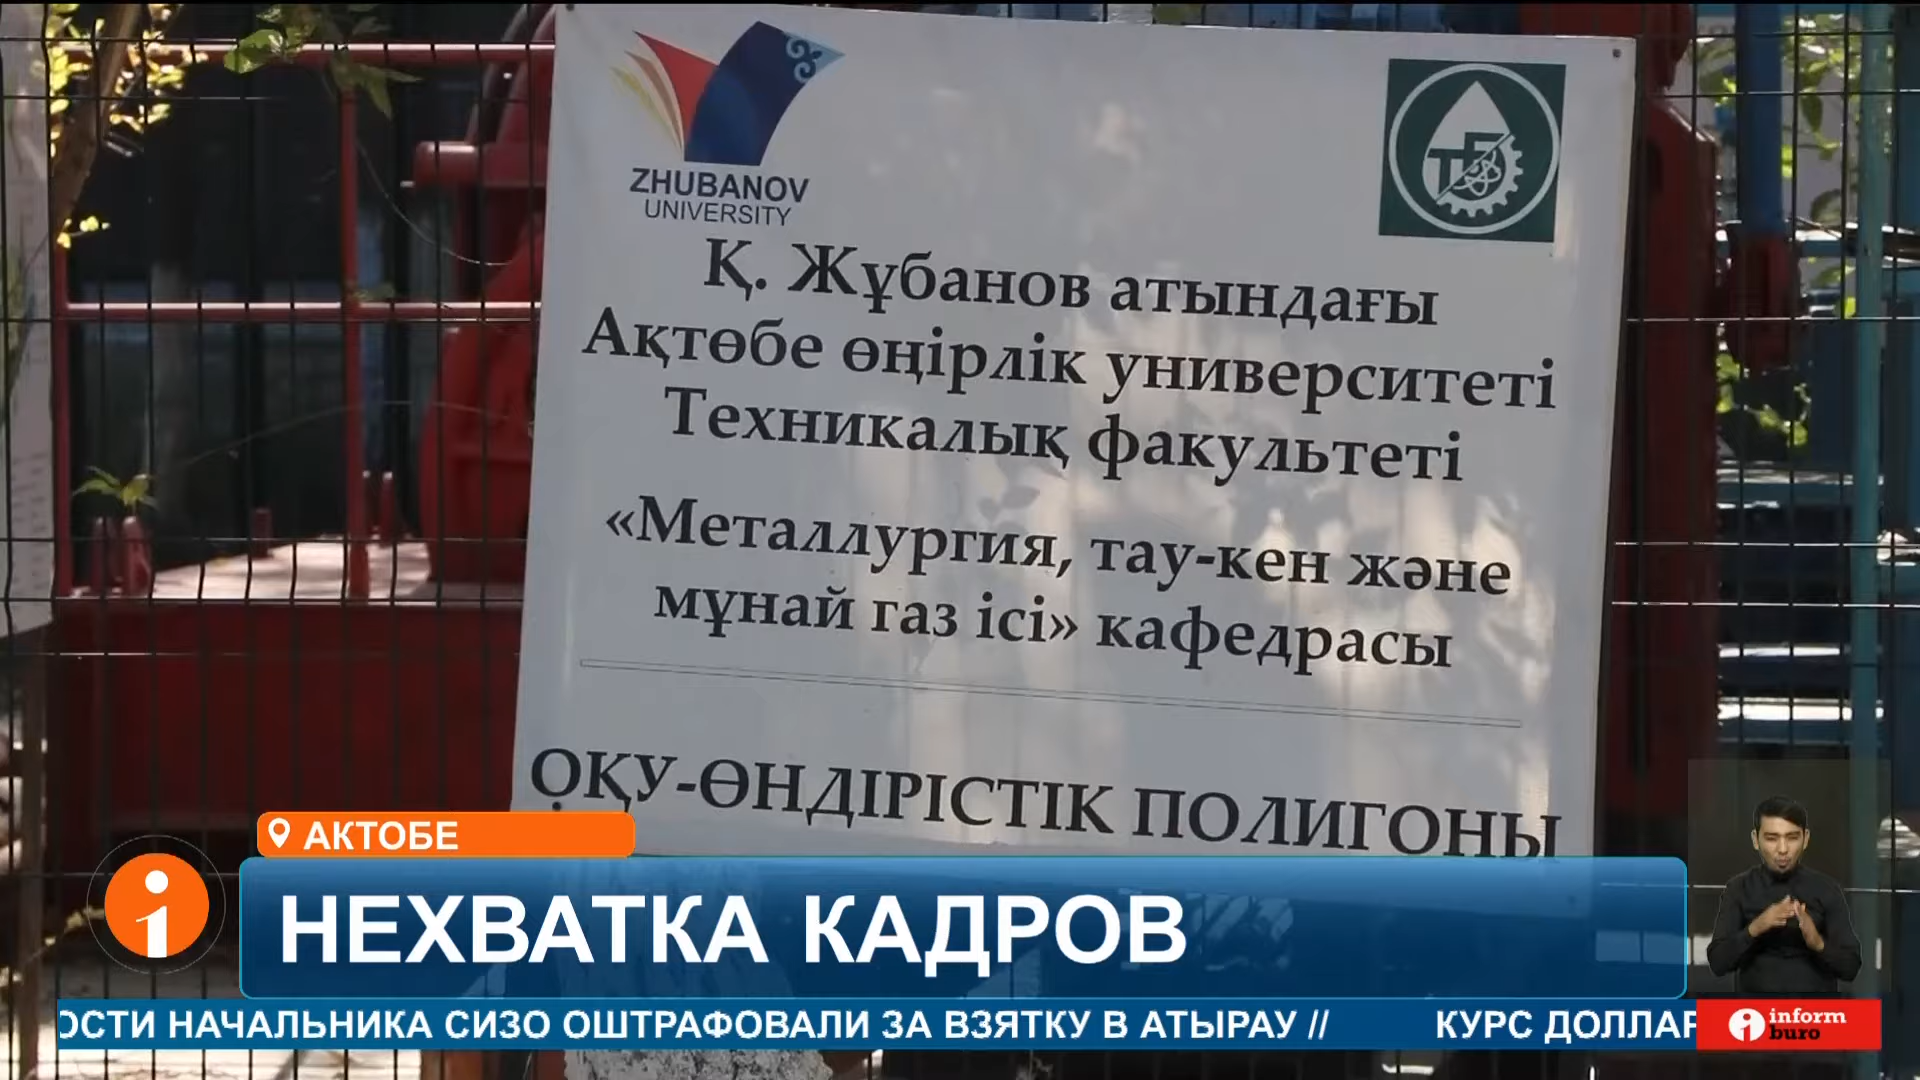 ZHUBANOV
UNIVERSITY
Қ. Жұбанов атындағы
Ақтөбе өңірлік университеті
Техникалық факультеті
«Металлургия, тау-кен және
мұнай газ ісі» кафедрасы
ОҚУ-ӨНДІРІСТІК ПОЛИГОНЫ
АКТОБЕ
НЕХВАТКА КАДРОВ
ОСТИ НАЧАЛЬНИКА СИЗО ОШТРАФОВАЛИ ЗА ВЗЯТКУ В АТЫРАУ // КУРС ДОЛЛАР
inform
buro